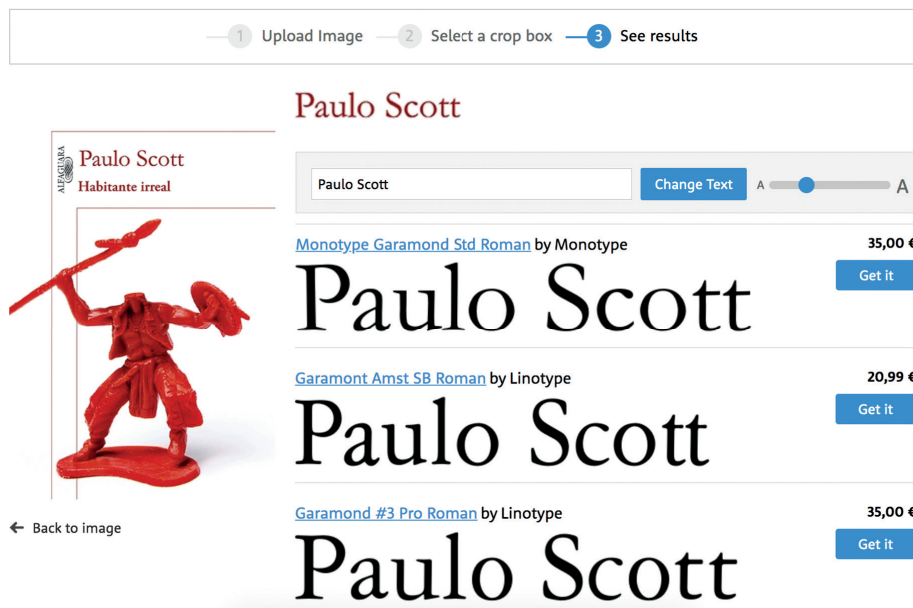 1 Upload Image 2 Select a crop box 3 See results
Paulo Scott
ALFAGUARA
Paulo Scott
Habitante irreal
Paulo Scott Change Text A A
Monotype Garamond Std Roman by Monotype 35,00 €
Get it
Paulo Scott
Garamont Amst SB Roman by Linotype 20,99 €
Get it
Paulo Scott
Garamond #3 Pro Roman by Linotype 35,00 €
Get it
Paulo Scott
Back to image